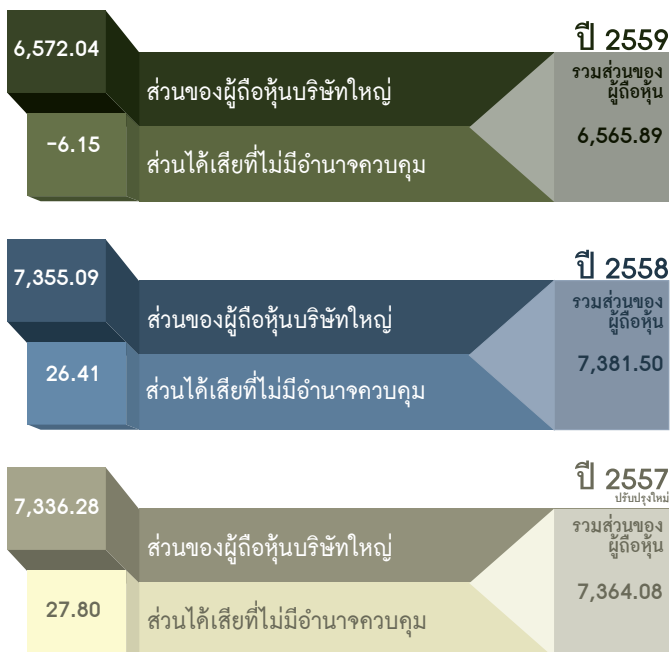 ปี 2559
6,572.04
ส่วนของผู้ถือหุ้นบริษัทใหญ่
รวมส่วนของ
ผู้ถือหุ้น
6,565.89
-6.15
ส่วนได้เสียที่ไม่มีอำนาจควบคุม
ปี 2558
7,355.09
ส่วนของผู้ถือหุ้นบริษัทใหญ่
รวมส่วนของ
ผู้ถือหุ้น
7,381.50
26.41
ส่วนได้เสียที่ไม่มีอำนาจควบคุม
ปี 2557
ปรับปรุงใหม่
7,336.28
ส่วนของผู้ถือหุ้นบริษัทใหญ่
รวมส่วนของ
ผู้ถือหุ้น
7,364.08
27.80
ส่วนได้เสียที่ไม่มีอำนาจควบคุม